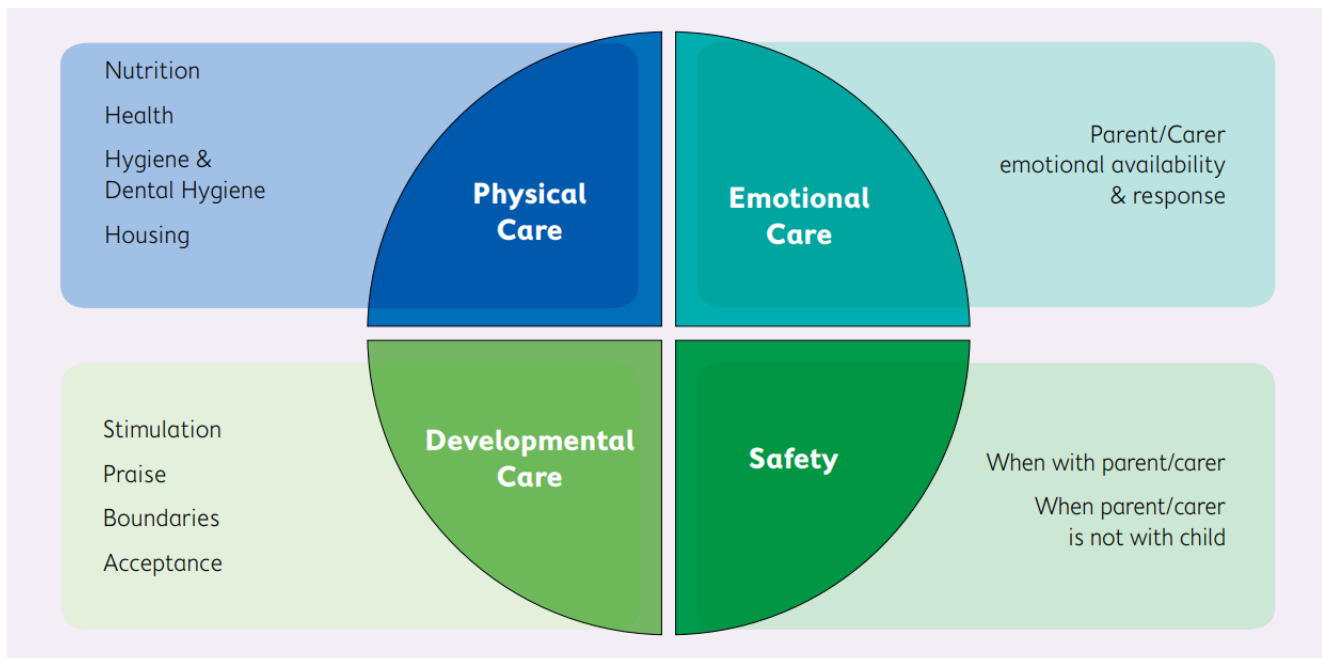 Nutrition
Health
Hygiene &
Dental Hygiene
Housing
Physical
Care
Emotional
Care
Parent/Carer
emotional availability
& response
Stimulation
Praise
Boundaries
Acceptance
Developmental
Care
Safety
When with parent/carer
When parent/carer
is not with child